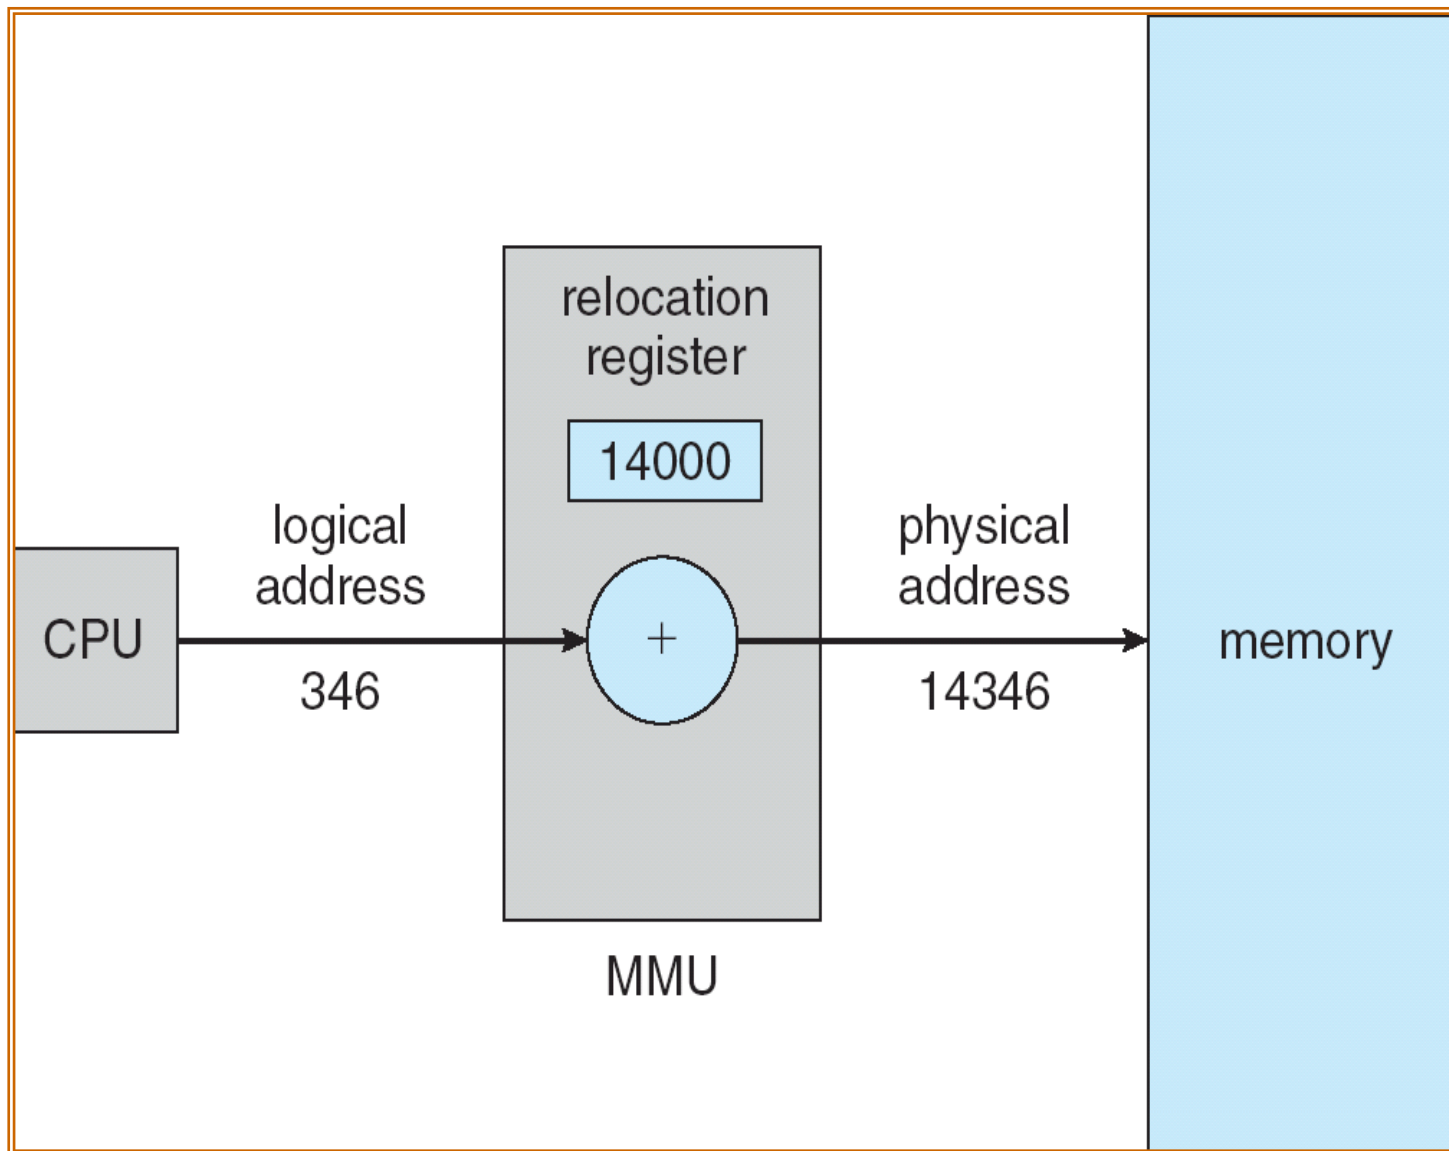 relocation
register
14000
logical
address
346
CPU
+
physical
address
14346
memory
MMU